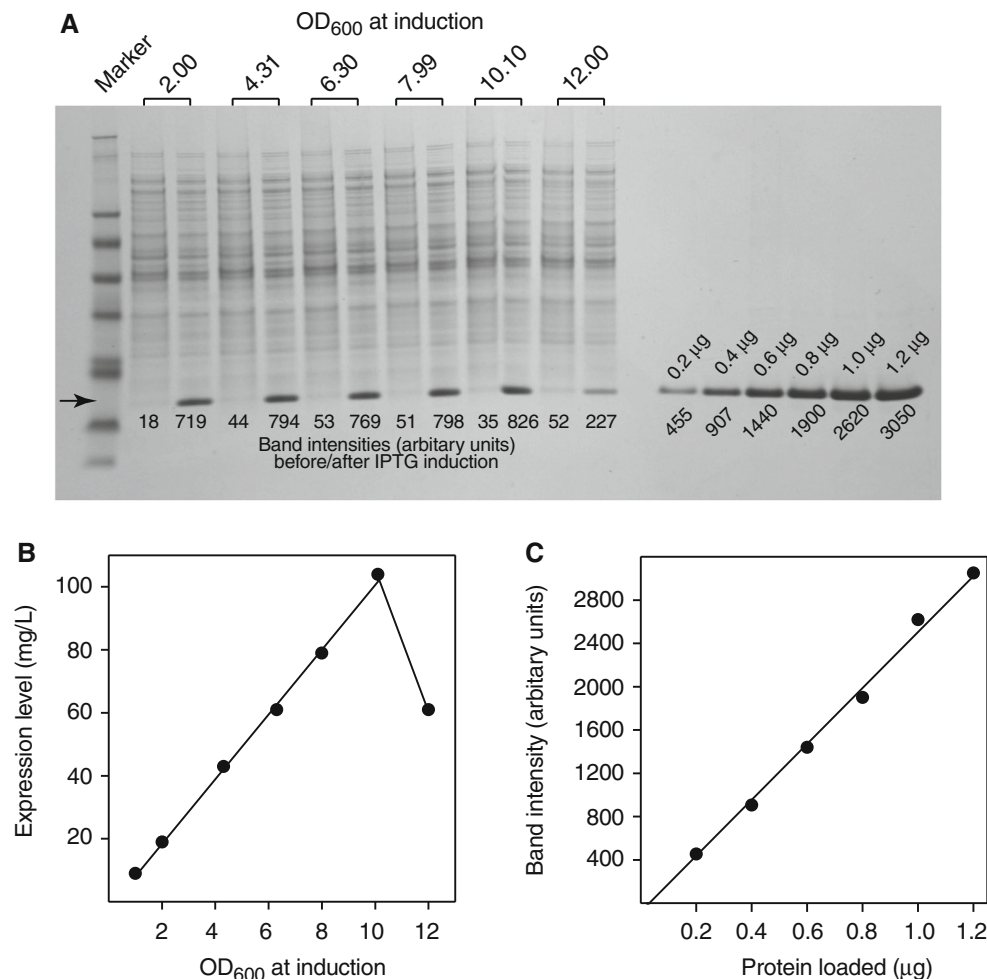 A
OD600 at induction
Marker
2.00
4.31
6.30
7.99
10.10
12.00
0.2 µg
0.4 µg
0.6 µg
0.8 µg
1.0 µg
1.2 µg
18 719 44 794 53 769 51 798 35 826 52 227
455
907
1440
1900
2620
3050
Band intensities (arbitary units)
before/after IPTG induction
B
Expression level (mg/L)
100
80
60
40
20
2 4 6 8 10 12
OD600 at induction
C
Band intensity (arbitary units)
2800
2400
2000
1600
1200
800
400
0.2 0.4 0.6 0.8 1.0 1.2
Protein loaded (µg)